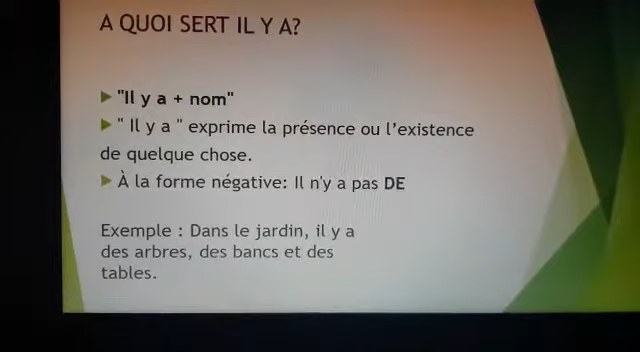 A QUOI SERT IL Y A?
"Il y a + nom"
" Il y a " exprime la présence ou l'existence
de quelque chose.
À la forme négative: Il n'y a pas DE
Exemple : Dans le jardin, il y a
des arbres, des bancs et des
tables.